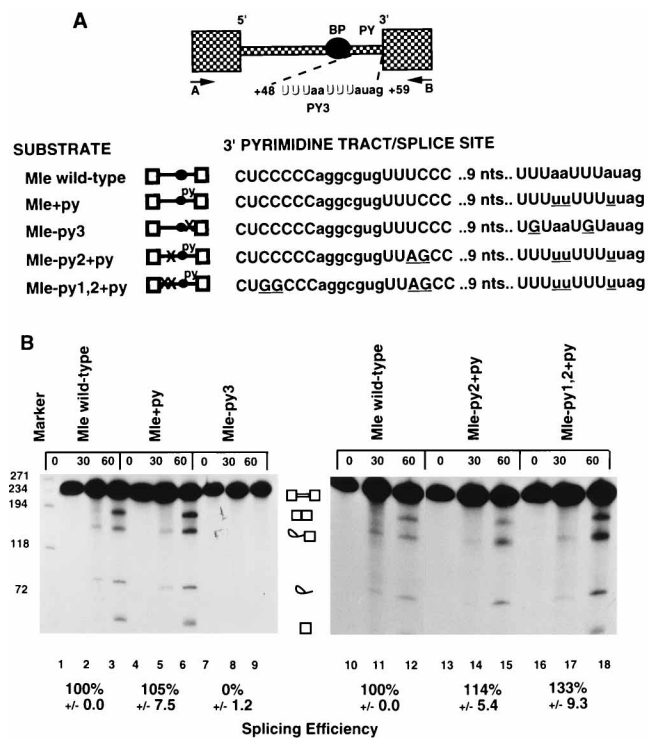 A
5' BP PY 3'
A +48 UUUaaUUUauag +59 B
PY3
SUBSTRATE 3' PYRIMIDINE TRACT/SPLICE SITE
Mle wild-type CUCCCCCaggcgugUUUCCC ..9 nts.. UUUaaUUUauag
Mle+py py CUCCCCCaggcgugUUUCCC ..9 nts.. UUUuuUUUuuag
Mle-py3 X CUCCCCCaggcgugUUUCCC ..9 nts.. UGUaaUGUauag
Mle-py2+py X py CUCCCCCaggcgugUUAGCC ..9 nts.. UUUuuUUUuuag
Mle-py1,2+py XX py CUGGCCCaggcgugUUAGCC ..9 nts.. UUUuuUUUuuag
B
Marker Mle wild-type Mle+py Mle-py3 Mle wild-type Mle-py2+py Mle-py1,2+py
0 30 60 0 30 60 0 30 60 0 30 60 0 30 60 0 30 60
271
234
194
118
72
1 2 3 4 5 6 7 8 9 10 11 12 13 14 15 16 17 18
100% 105% 0% 100% 114% 133%
+/- 0.0 +/- 7.5 +/- 1.2 +/- 0.0 +/- 5.4 +/- 9.3
Splicing Efficiency